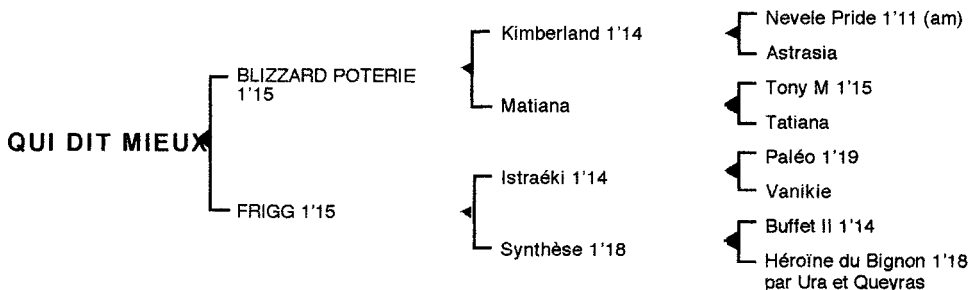 QUI DIT MIEUX
BLIZZARD POTERIE
1'15
FRIGG 1'15
Kimberland 1'14
Matiana
Istraéki 1'14
Synthèse 1'18
Nevele Pride 1'11 (am)
Astrasia
Tony M 1'15
Tatiana
Paléo 1'19
Vanikie
Buffet II 1'14
Héroïne du Bignon 1'18
par Ura et Queyras